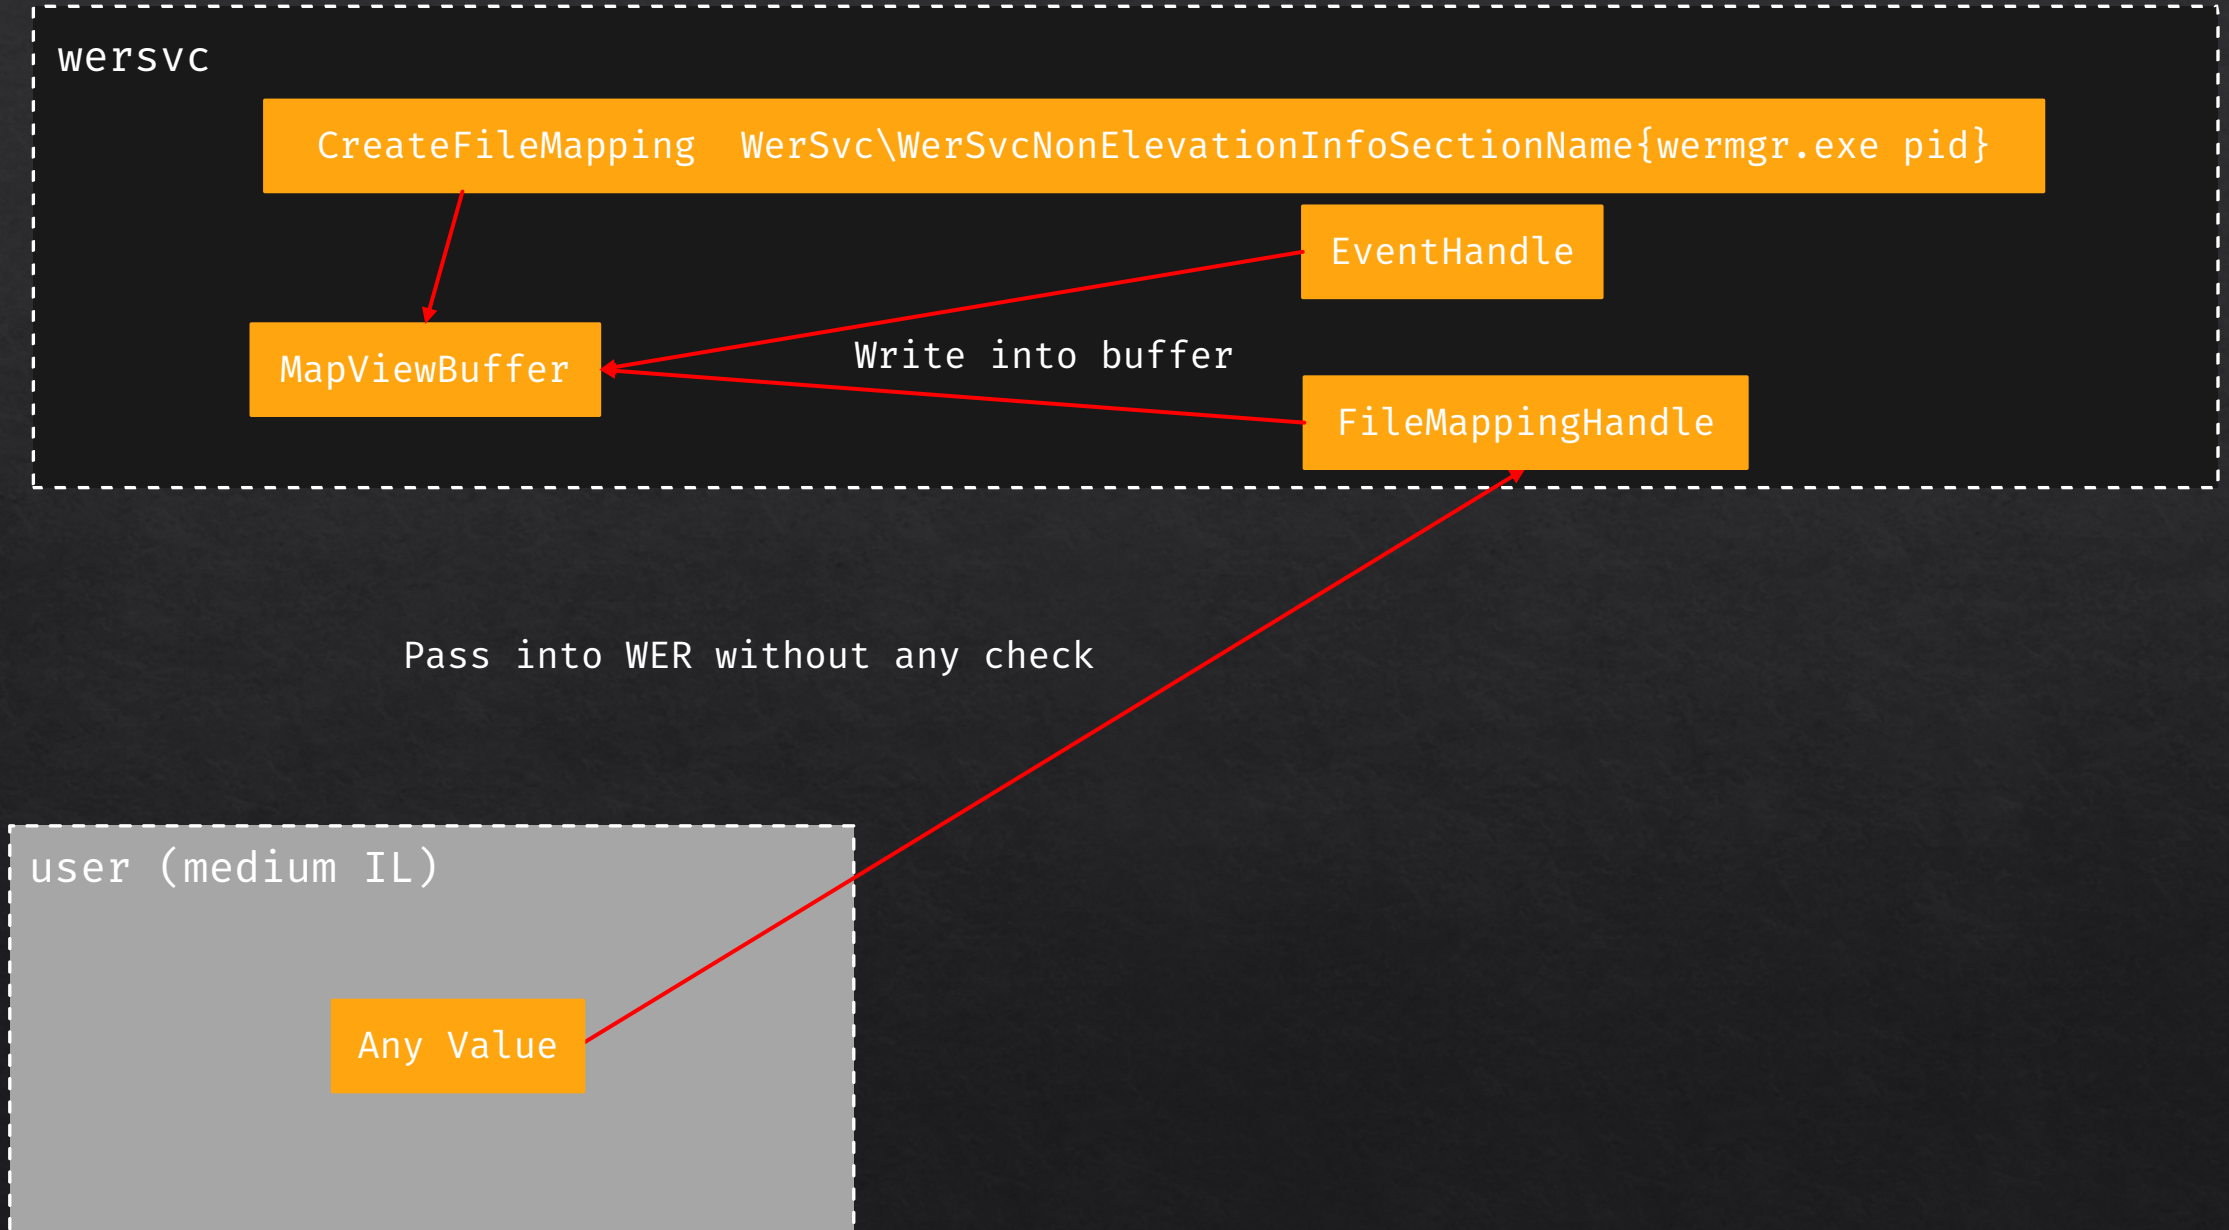 wersvc
CreateFileMapping  WerSvc\WerSvcNonElevationInfoSectionName{wermgr.exe pid}
EventHandle
Write into buffer
MapViewBuffer
FileMappingHandle
Pass into WER without any check
user (medium IL)
Any Value